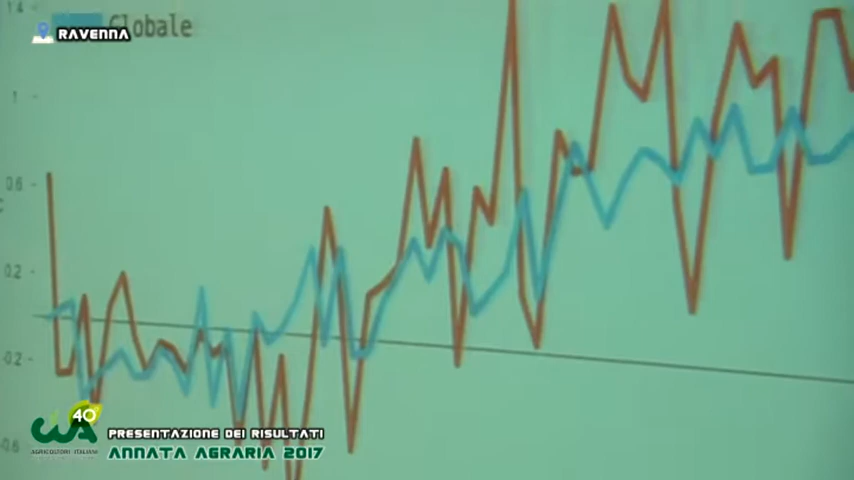 1.4
Globale
RAVENNA
1
0.6
0.2
-0.2
-0.6
cia
40
AGRICOLTORI ITALIANI
PRESENTAZIONE DEI RISULTATI
ANNATA AGRARIA 2017